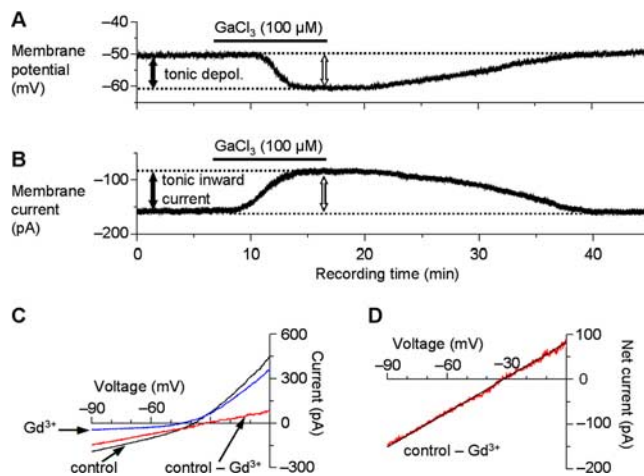 A
GaCl₃ (100 µM)
Membrane
potential
(mV)
–40
–50
–60
tonic depol.
B
GaCl₃ (100 µM)
Membrane
current
(pA)
–100
–200
tonic inward
current
0 10 20 30 40
Recording time (min)
C
Voltage (mV)
–90 –60
600
300
0
–300
Current (pA)
Gd³⁺
control
control – Gd³⁺
D
Voltage (mV)
–90 –60 –30
100
0
–100
–200
Net current (pA)
control – Gd³⁺